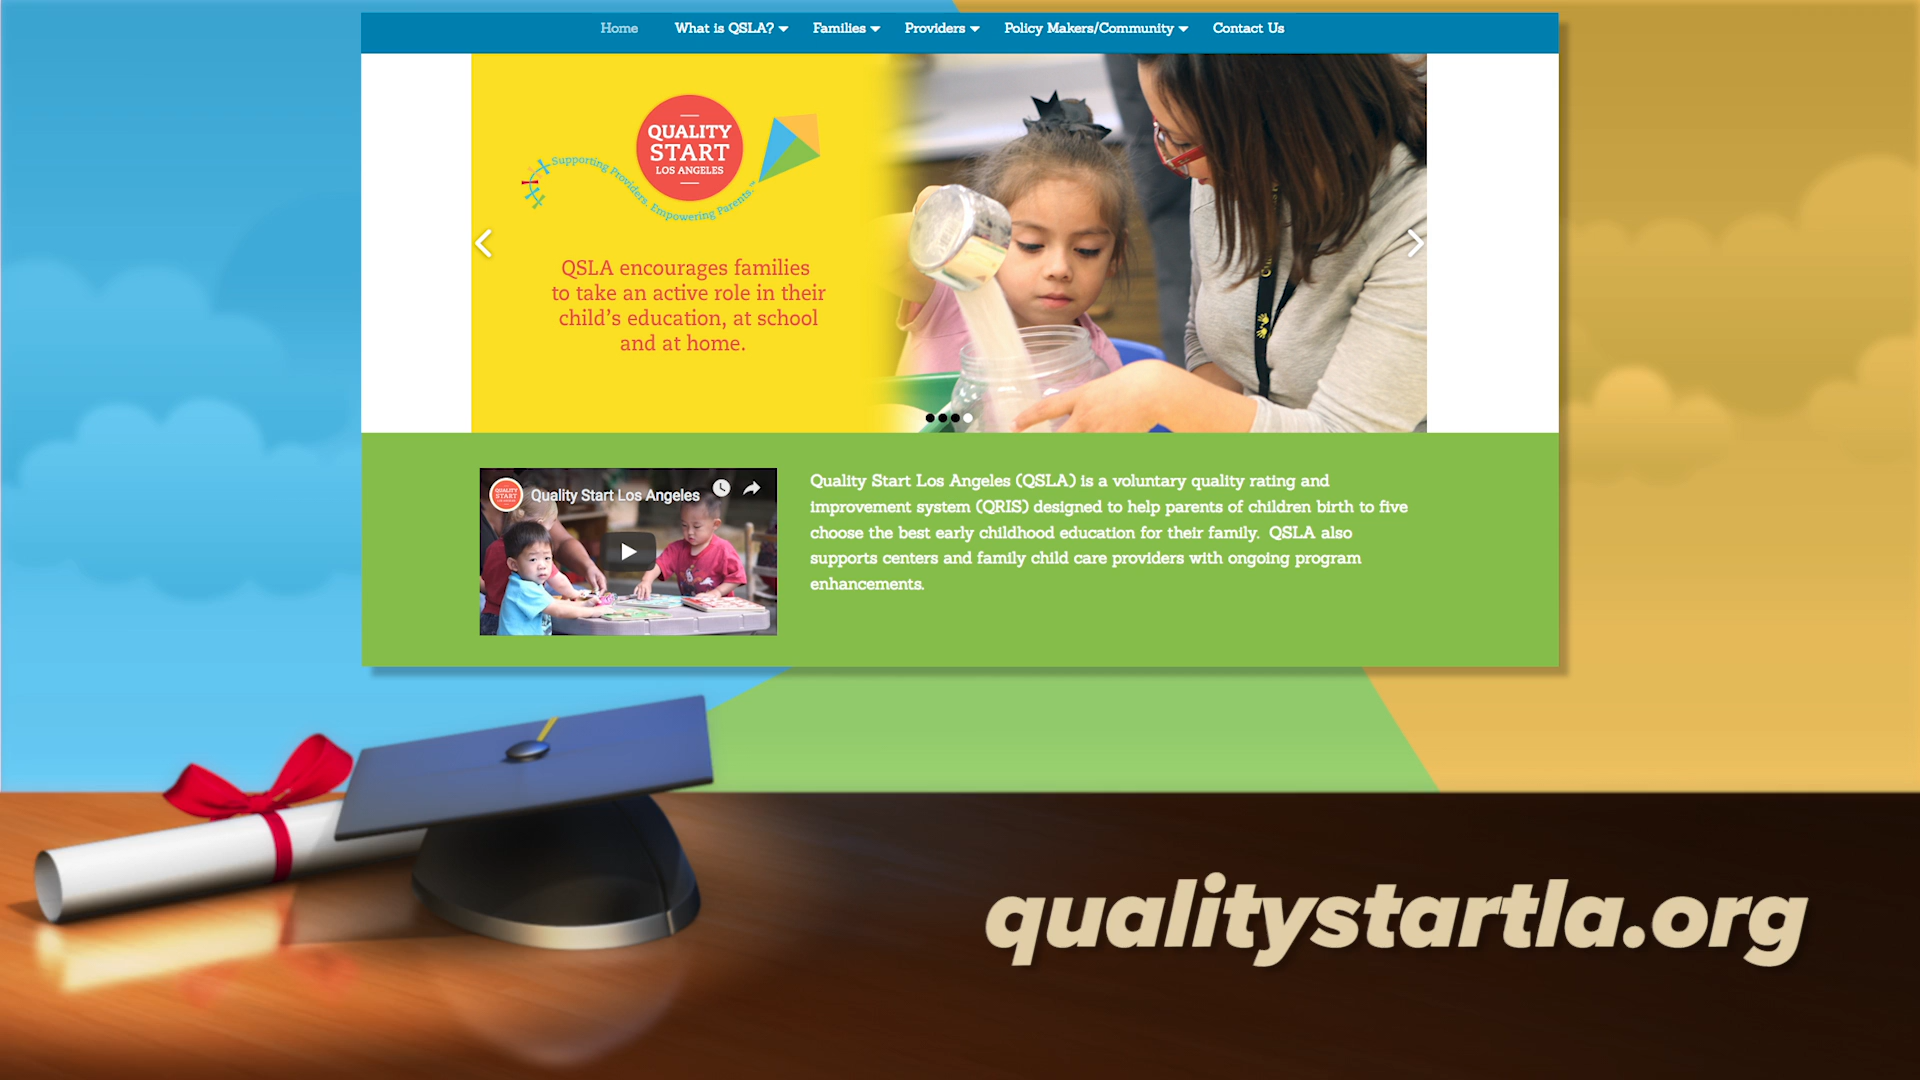 Home What is QSLA? Families Providers Policy Makers/Community Contact Us
QUALITY
START
LOS ANGELES
Supporting Providers. Empowering Parents.™
QSLA encourages families
to take an active role in their
child's education, at school
and at home.
QUALITY
START
Quality Start Los Angeles
Quality Start Los Angeles (QSLA) is a voluntary quality rating and
improvement system (QRIS) designed to help parents of children birth to five
choose the best early childhood education for their family. QSLA also
supports centers and family child care providers with ongoing program
enhancements.
qualitystartla.org